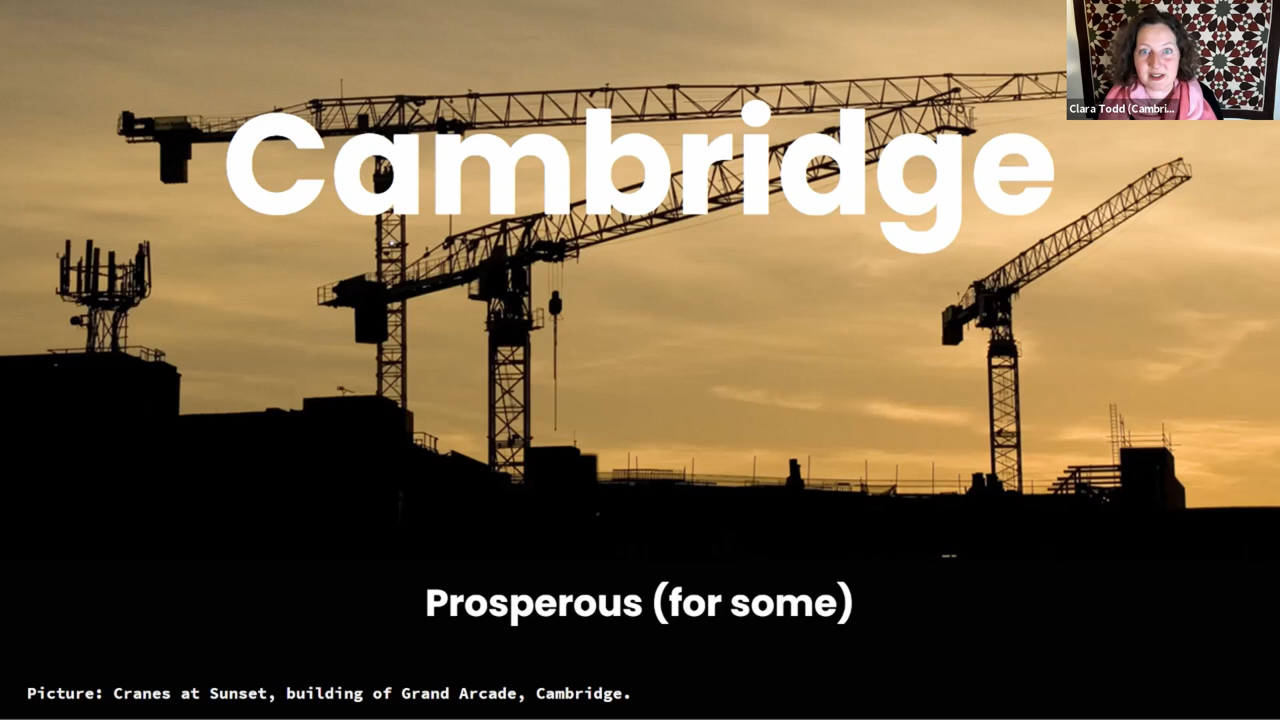 Cambridge
Clara Todd (Cambri...
Prosperous (for some)
Picture: Cranes at Sunset, building of Grand Arcade, Cambridge.